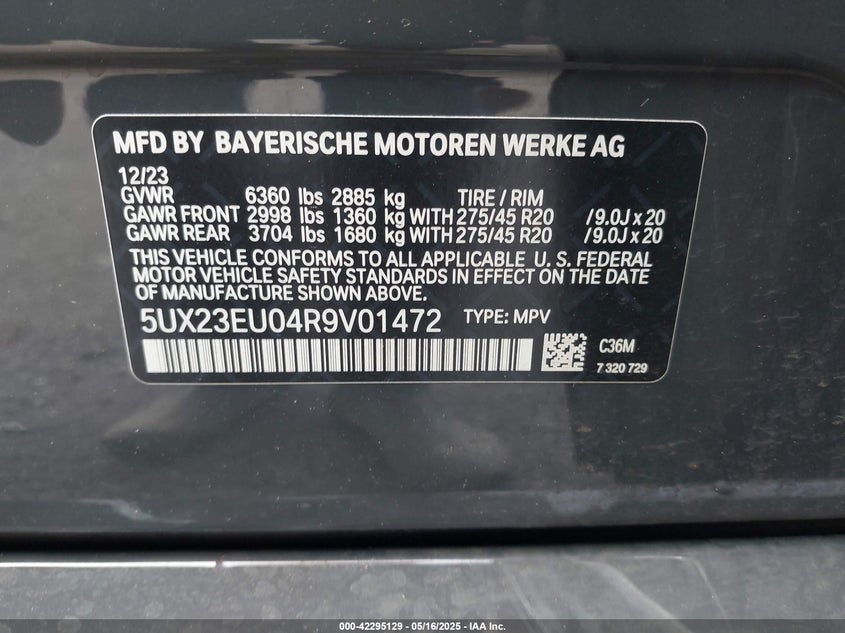 MFD BY BAYERISCHE MOTOREN WERKE AG
12/23
GVWR 6360 lbs 2885 kg TIRE / RIM
GAWR FRONT 2998 lbs 1360 kg WITH 275/45 R20 / 9.0J x 20
GAWR REAR 3704 lbs 1680 kg WITH 275/45 R20 / 9.0J x 20
THIS VEHICLE CONFORMS TO ALL APPLICABLE U. S. FEDERAL
MOTOR VEHICLE SAFETY STANDARDS IN EFFECT ON THE DATE
OF MANUFACTURE SHOWN ABOVE.
5UX23EU04R9V01472 TYPE: MPV
C36M
7 320 729
000-42295129 - 05/16/2025 - IAA Inc.